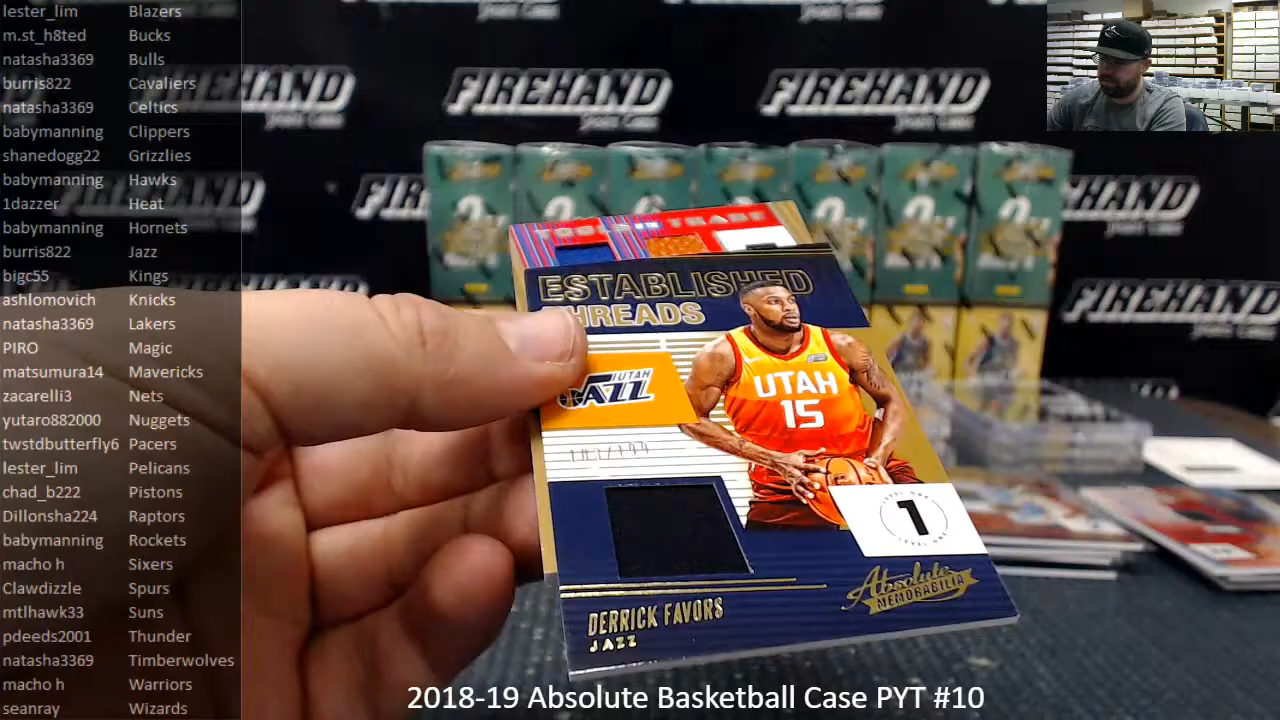 lester_lim Blazers
m.st_h8ted Bucks
natasha3369 Bulls
burris822 Cavaliers
natasha3369 Celtics
babymanning Clippers
shanedogg22 Grizzlies
babymanning Hawks
1dazzer Heat
babymanning Hornets
burris822 Jazz
bigc55 Kings
ashlomovich Knicks
natasha3369 Lakers
PIRO Magic
matsumura14 Mavericks
zacarelli3 Nets
yutaro882000 Nuggets
twstdbutterfly6 Pacers
lester_lim Pelicans
chad_b222 Pistons
Dillonsha224 Raptors
babymanning Rockets
macho h Sixers
Clawdizzle Spurs
mtlhawk33 Suns
pdeeds2001 Thunder
natasha3369 Timberwolves
macho h Warriors
seanray Wizards
FIREHAND
FIREHAND
FIREHAND
FIREHAND
FIREHAND
ESTABLISHED
THREADS
UTAH
JAZZ
UTAH
15
LEVEL ONE
1
LEVEL ONE
Absolute
MEMORABILIA
DERRICK FAVORS
JAZZ
2018-19 Absolute Basketball Case PYT #10